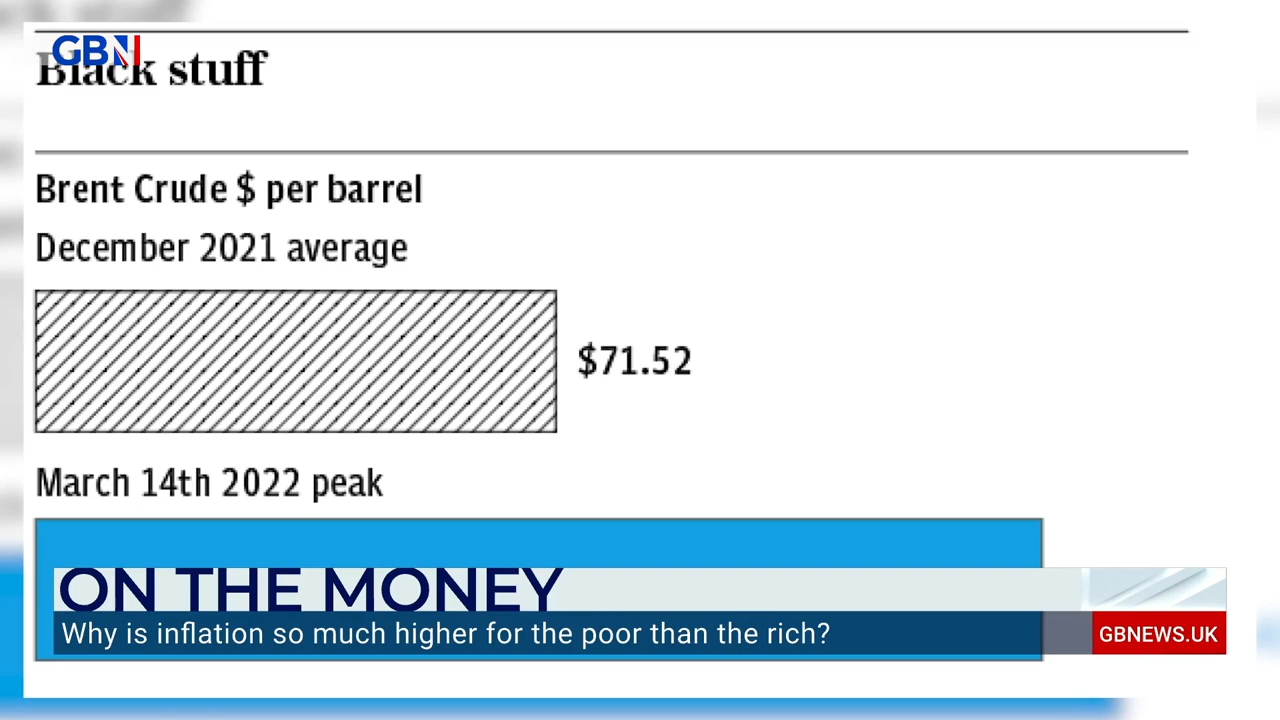 GBN
Black stuff
Brent Crude $ per barrel
December 2021 average
$71.52
March 14th 2022 peak
ON THE MONEY
Why is inflation so much higher for the poor than the rich?
GBNEWS.UK